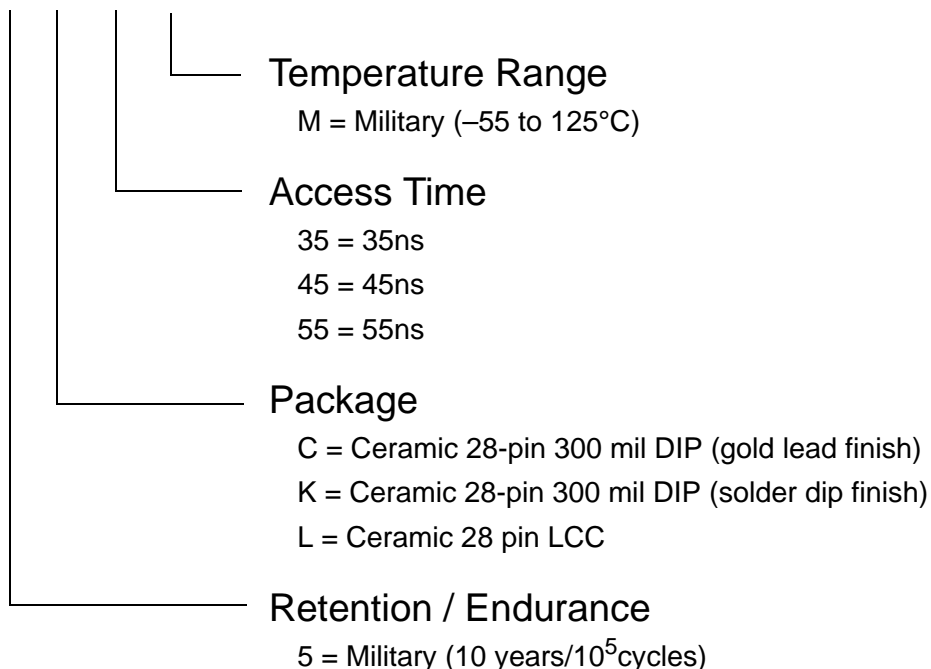 Temperature Range
M = Military (–55 to 125°C)
Access Time
35 = 35ns
45 = 45ns
55 = 55ns
Package
C = Ceramic 28-pin 300 mil DIP (gold lead finish)
K = Ceramic 28-pin 300 mil DIP (solder dip finish)
L = Ceramic 28 pin LCC
Retention / Endurance
5 = Military (10 years/10⁵cycles)